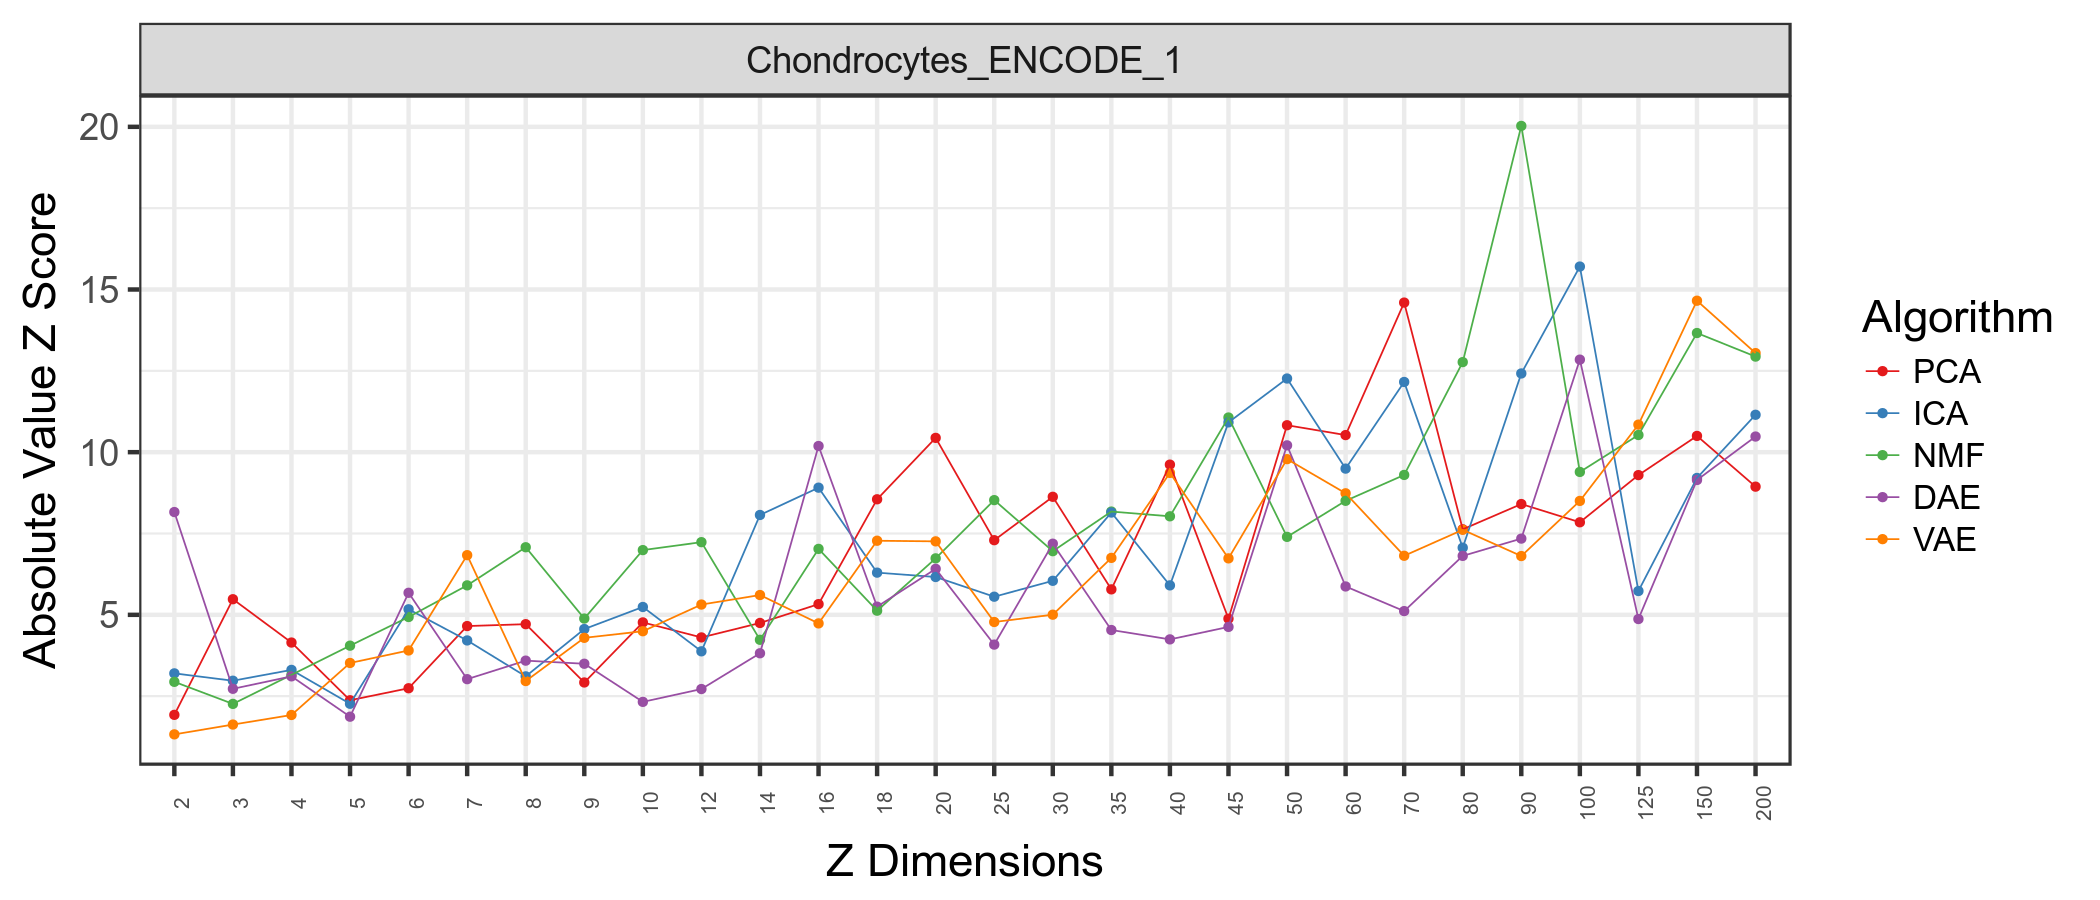 Chondrocytes_ENCODE_1
Absolute Value Z Score
20
15
10
5
2 3 4 5 6 7 8 9 10 12 14 16 18 20 25 30 35 40 45 50 60 70 80 90 100 125 150 200
Z Dimensions
Algorithm
PCA
ICA
NMF
DAE
VAE